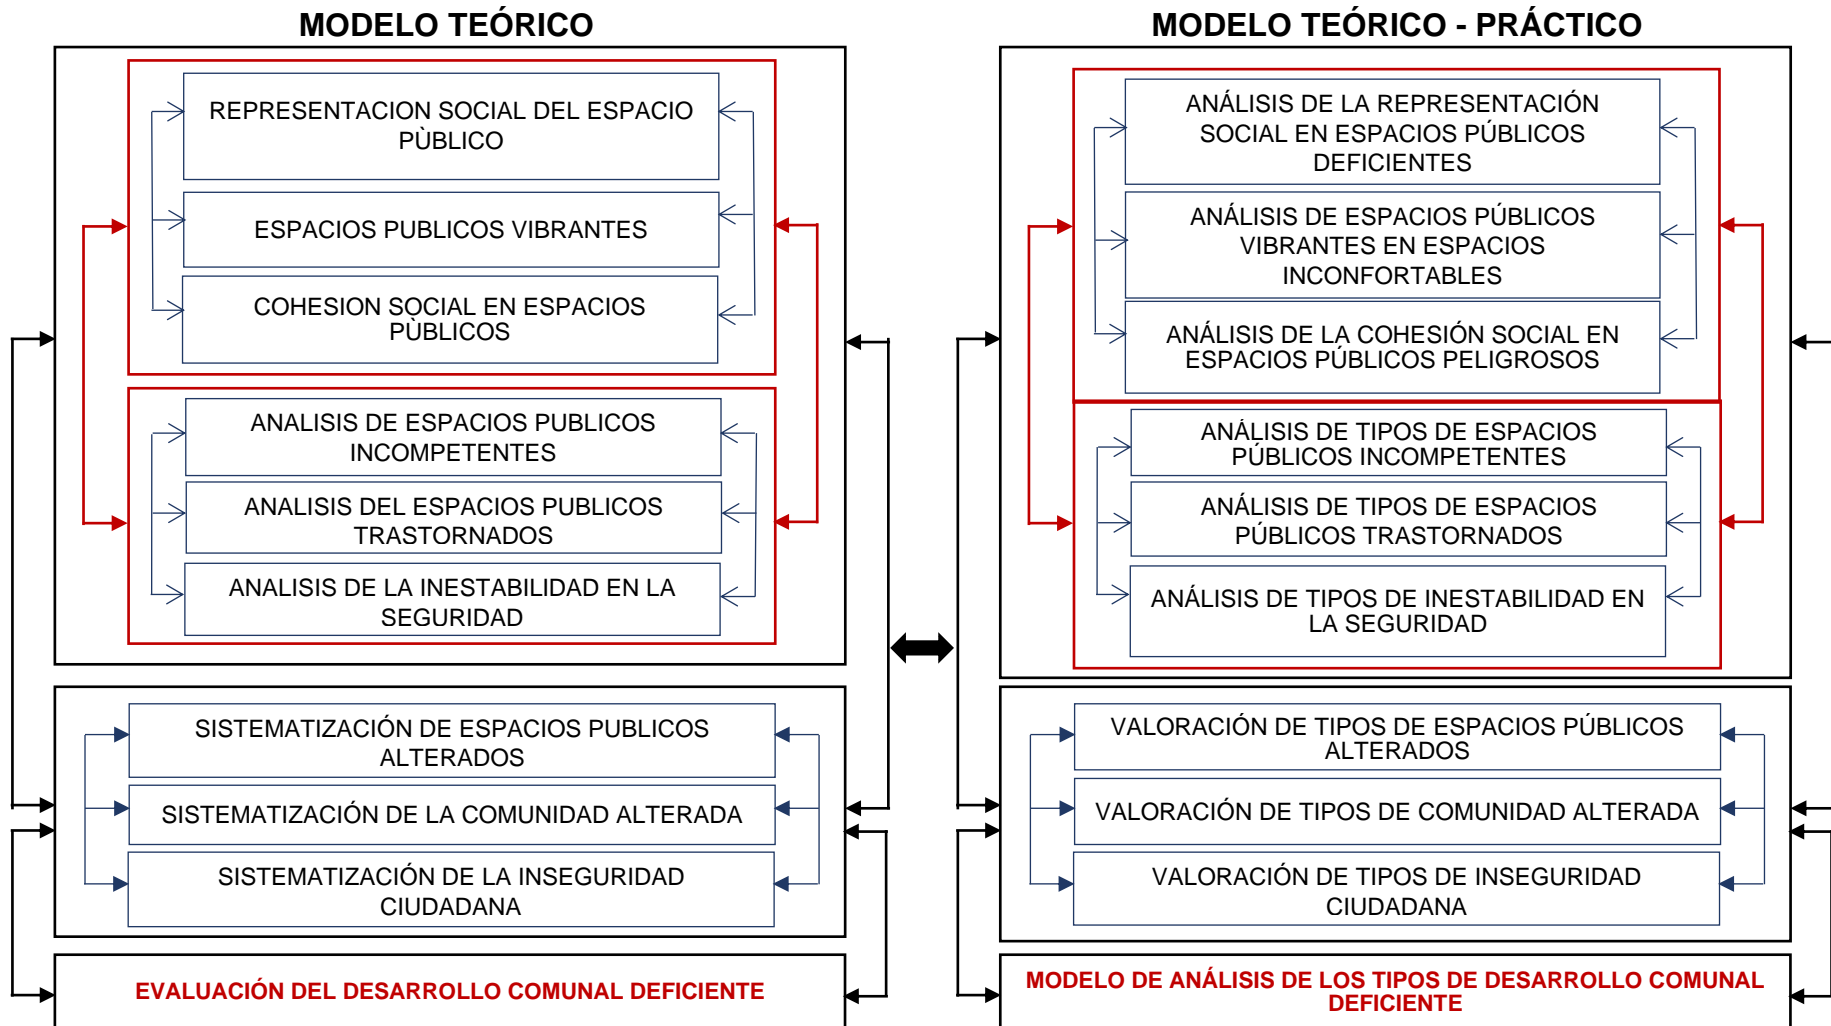 MODELO TEÓRICO
REPRESENTACION SOCIAL DEL ESPACIO
PÙBLICO
ESPACIOS PUBLICOS VIBRANTES
COHESION SOCIAL EN ESPACIOS
PÙBLICOS
ANALISIS DE ESPACIOS PUBLICOS
INCOMPETENTES
ANALISIS DEL ESPACIOS PUBLICOS
TRASTORNADOS
ANALISIS DE LA INESTABILIDAD EN LA
SEGURIDAD
SISTEMATIZACIÓN DE ESPACIOS PUBLICOS
ALTERADOS
SISTEMATIZACIÓN DE LA COMUNIDAD ALTERADA
SISTEMATIZACIÓN DE LA INSEGURIDAD
CIUDADANA
EVALUACIÓN DEL DESARROLLO COMUNAL DEFICIENTE
MODELO TEÓRICO - PRÁCTICO
ANÁLISIS DE LA REPRESENTACIÓN
SOCIAL EN ESPACIOS PÚBLICOS
DEFICIENTES
ANÁLISIS DE ESPACIOS PÚBLICOS
VIBRANTES EN ESPACIOS
INCONFORTABLES
ANÁLISIS DE LA COHESIÓN SOCIAL EN
ESPACIOS PÚBLICOS PELIGROSOS
ANÁLISIS DE TIPOS DE ESPACIOS
PÚBLICOS INCOMPETENTES
ANÁLISIS DE TIPOS DE ESPACIOS
PÚBLICOS TRASTORNADOS
ANÁLISIS DE TIPOS DE INESTABILIDAD EN
LA SEGURIDAD
VALORACIÓN DE TIPOS DE ESPACIOS PÚBLICOS
ALTERADOS
VALORACIÓN DE TIPOS DE COMUNIDAD ALTERADA
VALORACIÓN DE TIPOS DE INSEGURIDAD
CIUDADANA
MODELO DE ANÁLISIS DE LOS TIPOS DE DESARROLLO COMUNAL
DEFICIENTE